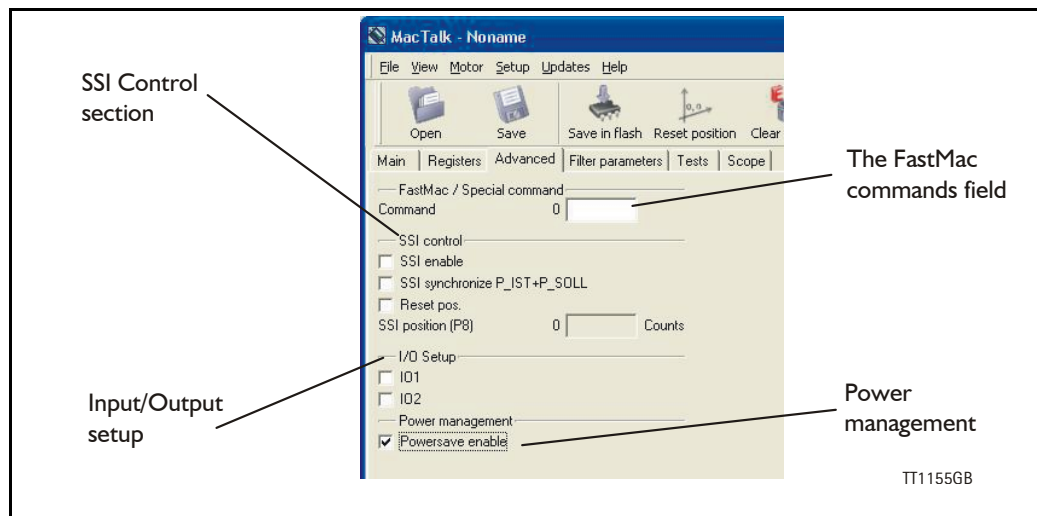 MacTalk - Noname
File View Motor Setup Updates Help
Open Save Save in flash Reset position Clear
Main Registers Advanced Filter parameters Tests Scope
FastMac / Special command
Command 0
SSI control
SSI enable
SSI synchronize P_IST+P_SOLL
Reset pos.
SSI position (P8) 0 Counts
I/O Setup
IO1
IO2
Power management
Powersave enable
SSI Control
section
Input/Output
setup
The FastMac
commands field
Power
management
TT1155GB